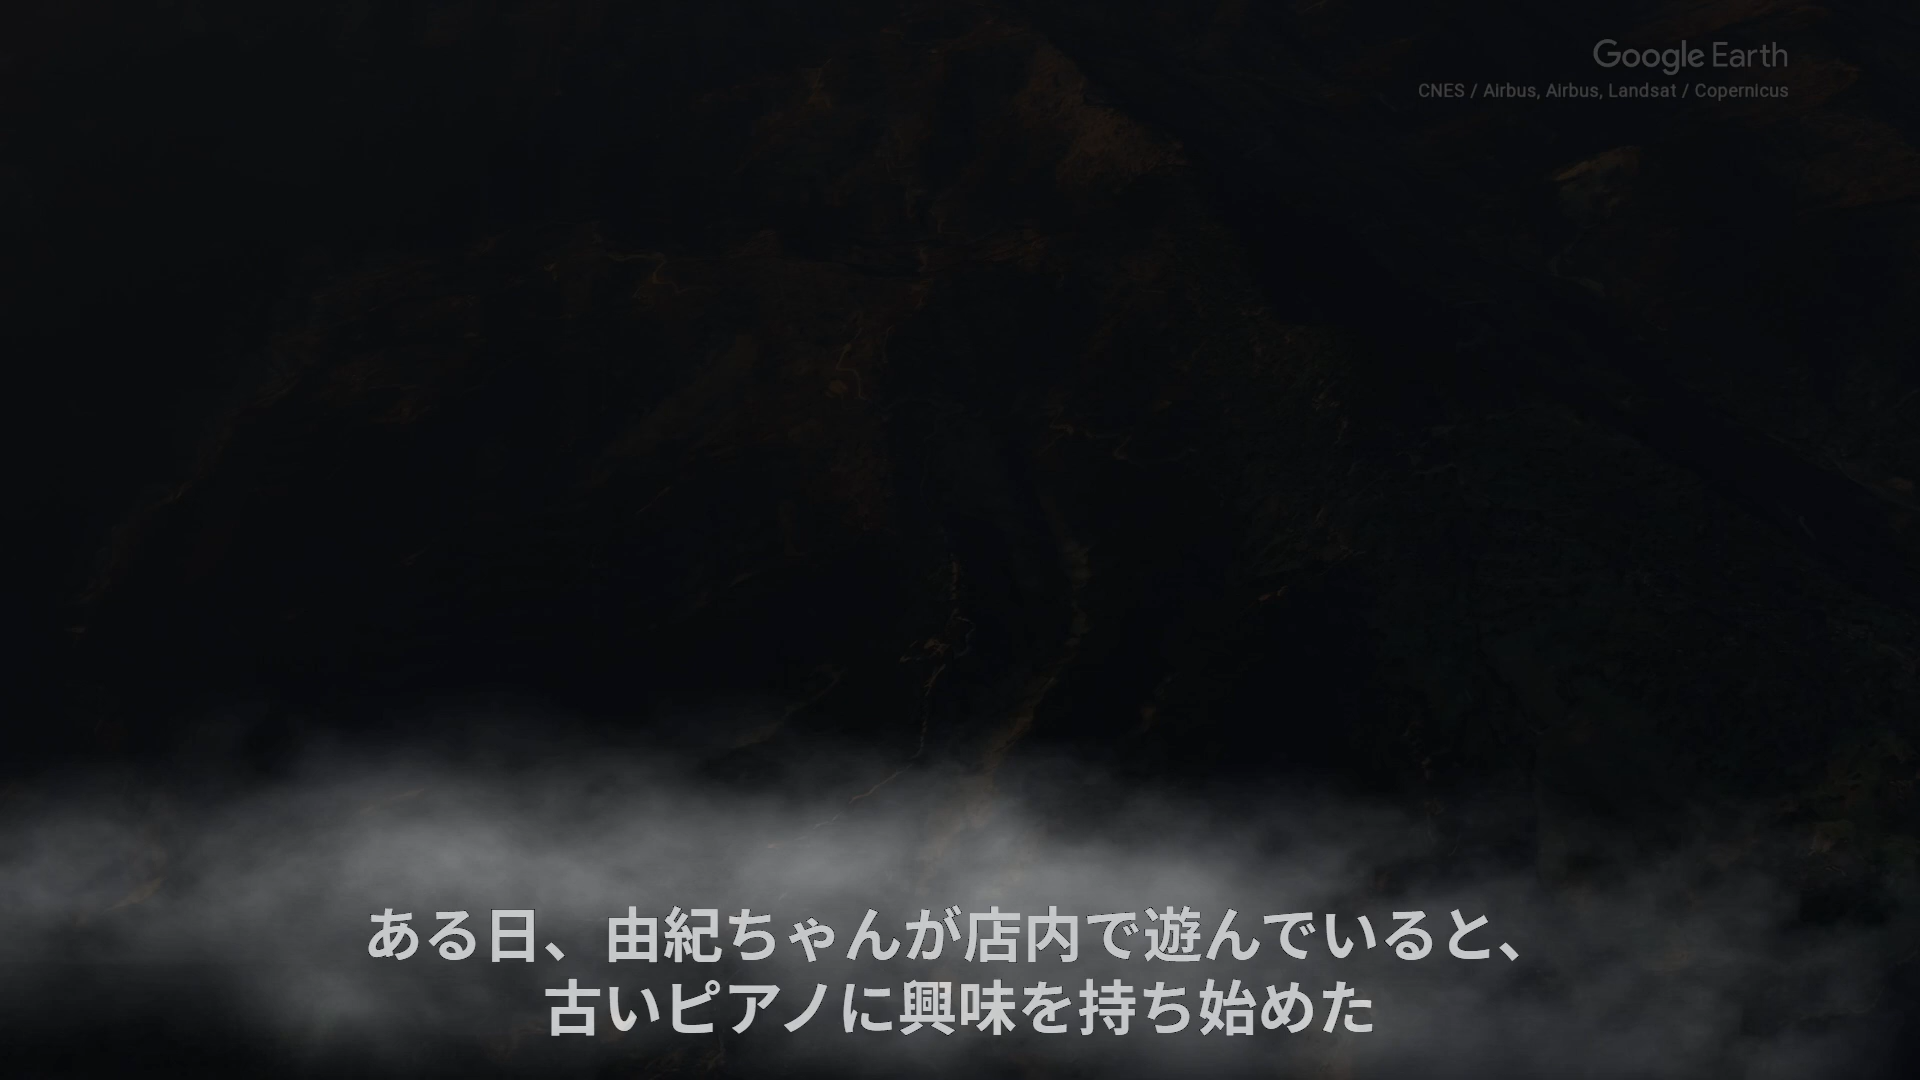 Google Earth
CNES / Airbus, Airbus, Landsat / Copernicus
ある日、由紀ちゃんが店内で遊んでいると、
古いピアノに興味を持ち始めた